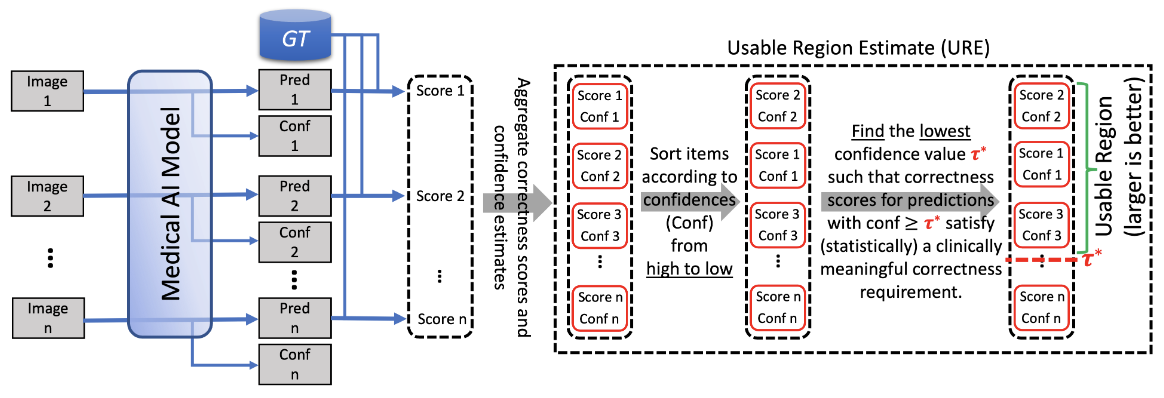 GT
Image
1
Image
2
...
Image
n
Medical AI Model
Pred
1
Conf
1
Pred
2
Conf
2
...
Pred
n
Conf
n
Score 1
Score 2
...
Score n
Aggregate correctness scores and
confidence estimates
Usable Region Estimate (URE)
Score 1
Conf 1
Score 2
Conf 2
Score 3
Conf 3
...
Score n
Conf n
Sort items
according to
confidences
(Conf)
from
high to low
Score 2
Conf 2
Score 1
Conf 1
Score 3
Conf 3
...
Score n
Conf n
Find the lowest
confidence value τ*
such that correctness
scores for predictions
with conf ≥ τ* satisfy
(statistically) a clinically
meaningful correctness
requirement.
Score 2
Conf 2
Score 1
Conf 1
Score 3
Conf 3
...
Score n
Conf n
τ*
Usable Region
(larger is better)